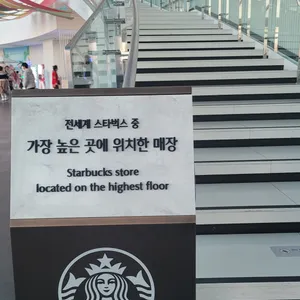 전세계 스타벅스 중
가장 높은 곳에 위치한 매장
Starbucks store
located on the highest floor